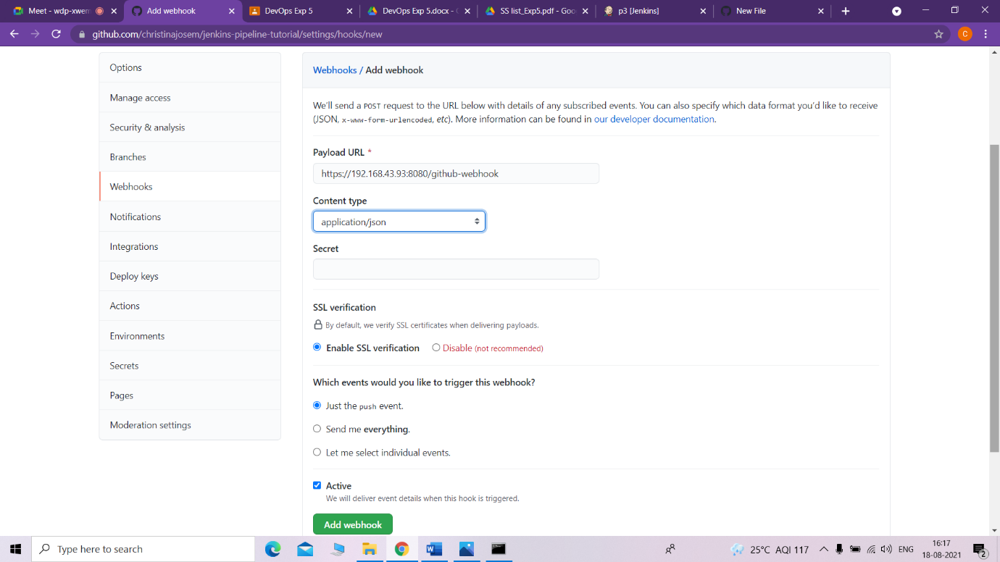 Meet - wdp-xwem
Add webhook
DevOps Exp 5
DevOps Exp 5.docx - G
SS list_Exp5.pdf - Goo
p3 [Jenkins]
New File
github.com/christinajosem/jenkins-pipeline-tutorial/settings/hooks/new
C
Options
Manage access
Security & analysis
Branches
Webhooks
Notifications
Integrations
Deploy keys
Actions
Environments
Secrets
Pages
Moderation settings
Webhooks / Add webhook
We'll send a POST request to the URL below with details of any subscribed events. You can also specify which data format you'd like to receive
(JSON, x-www-form-urlencoded, etc). More information can be found in our developer documentation.
Payload URL *
https://192.168.43.93:8080/github-webhook
Content type
application/json
Secret
SSL verification
By default, we verify SSL certificates when delivering payloads.
Enable SSL verification Disable (not recommended)
Which events would you like to trigger this webhook?
Just the push event.
Send me everything.
Let me select individual events.
Active
We will deliver event details when this hook is triggered.
Add webhook
Type here to search
25°C AQI 117
ENG
16:17
18-08-2021
2